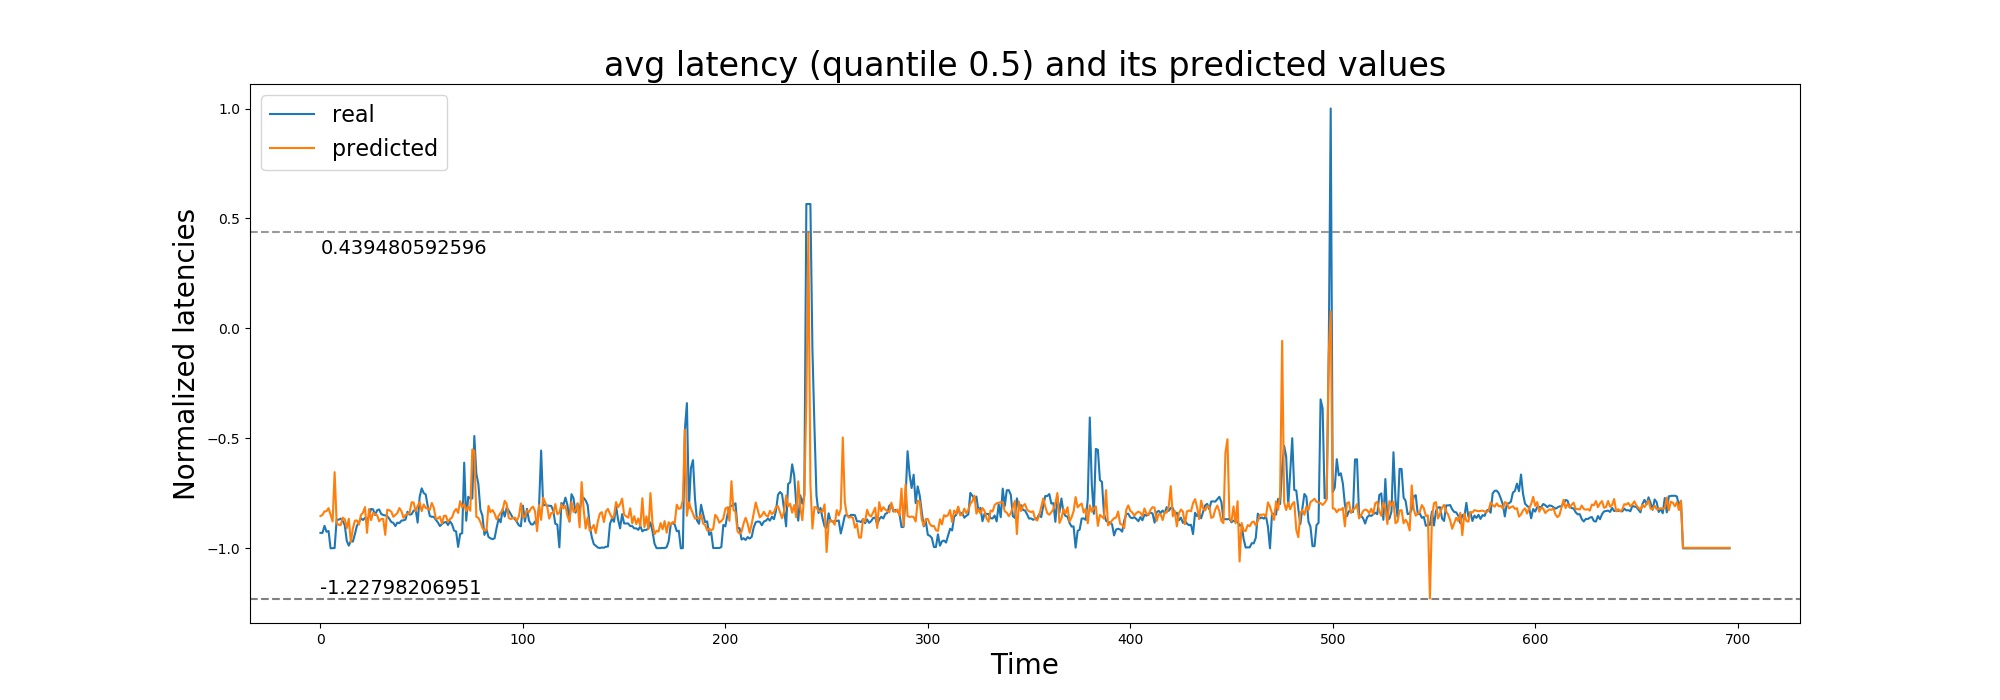 avg latency (quantile 0.5) and its predicted values
real
predicted
Normalized latencies
1.0
0.5
0.0
−0.5
−1.0
0.439480592596
-1.22798206951
0 100 200 300 400 500 600 700
Time